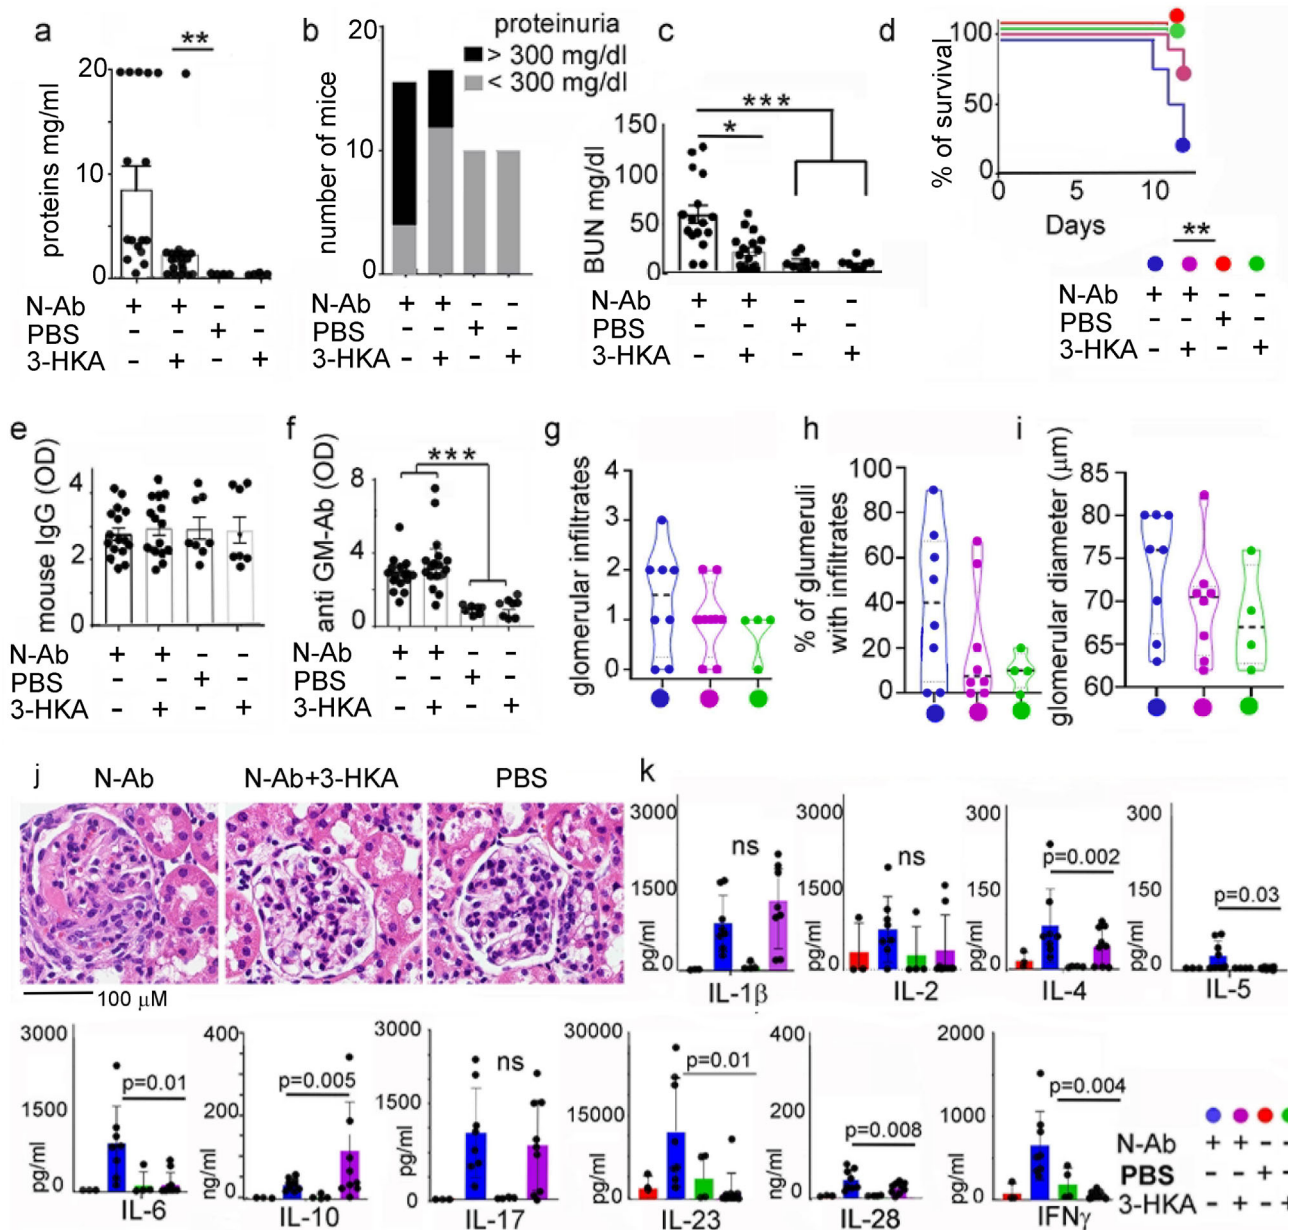 a
**
proteins mg/ml
20
10
0
N-Ab + + - -
PBS - - + -
3-HKA - + - +
b
proteinuria
> 300 mg/dl
< 300 mg/dl
number of mice
20
10
0
N-Ab + + - -
PBS - - + -
3-HKA - + - +
c
***
*
BUN mg/dl
150
100
50
0
N-Ab + + - -
PBS - - + -
3-HKA - + - +
d
% of survival
100
50
0
0 5 10
Days
**
N-Ab + + - -
PBS - - + -
3-HKA - + - +
e
mouse IgG (OD)
4
2
0
N-Ab + + - -
PBS - - + -
3-HKA - + - +
f
***
anti GM-Ab (OD)
8
4
0
N-Ab + + - -
PBS - - + -
3-HKA - + - +
g
glomerular infiltrates
4
3
2
1
0
h
% of glumeruli
with infiltrates
100
80
60
40
20
0
i
glomerular diameter (μm)
85
80
75
70
65
60
j
N-Ab N-Ab+3-HKA PBS
100 μM
k
3000
1500
0
pg/ml
ns
IL-1β
3000
1500
0
pg/ml
ns
IL-2
300
150
0
pg/ml
p=0.002
IL-4
300
150
0
pg/ml
p=0.03
IL-5
3000
1500
0
pg/ml
p=0.01
IL-6
400
200
0
ng/ml
p=0.005
IL-10
3000
1500
0
pg/ml
ns
IL-17
30000
15000
0
pg/ml
p=0.01
IL-23
400
200
0
ng/ml
p=0.008
IL-28
2000
1000
0
pg/ml
p=0.004
IFNγ
N-Ab + + - -
PBS - - + -
3-HKA - + -